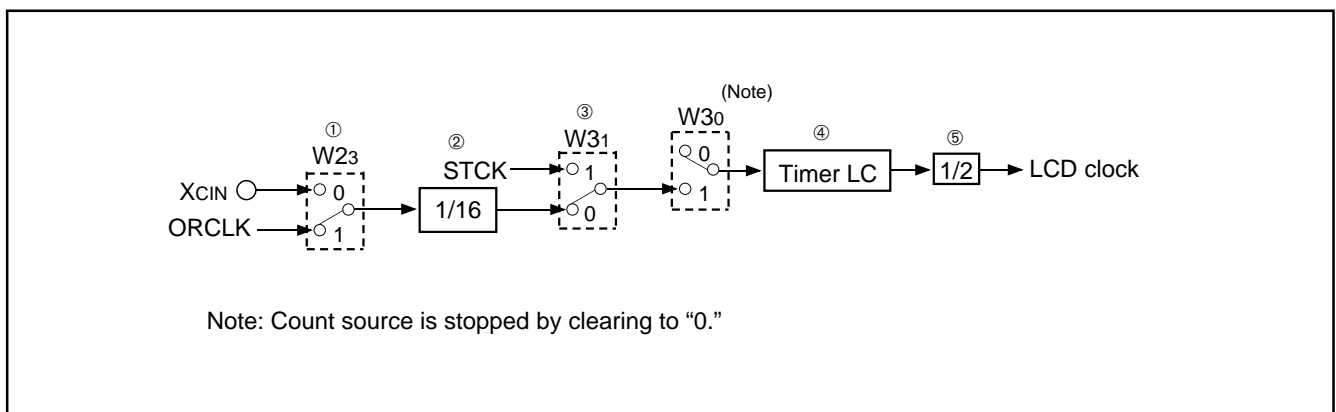 (Note)
① W23
② STCK
③ W31
W30
④
⑤
XCIN 0
1
0
1/16
Timer LC
1/2
LCD clock
ORCLK 1
0
1
Note: Count source is stopped by clearing to “0.”